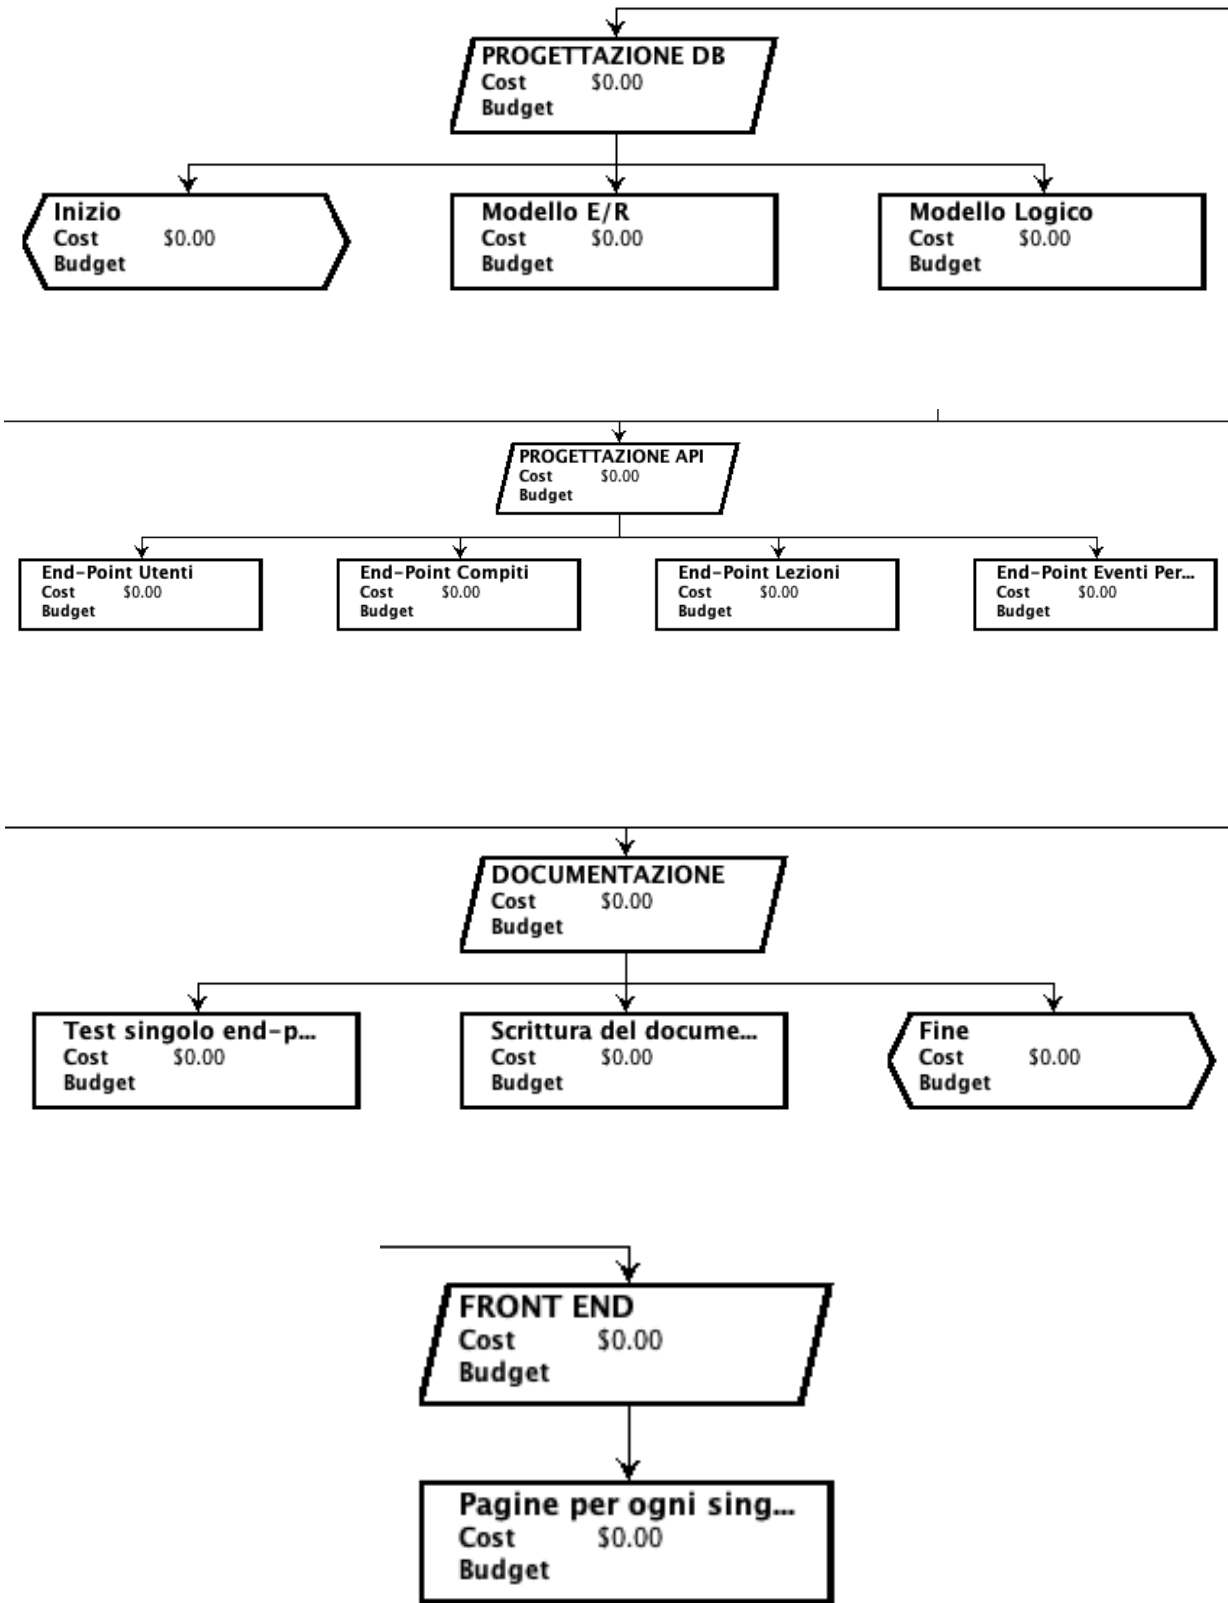 PROGETTAZIONE DB
Cost $0.00
Budget
Inizio
Cost $0.00
Budget
Modello E/R
Cost $0.00
Budget
Modello Logico
Cost $0.00
Budget
PROGETTAZIONE API
Cost $0.00
Budget
End-Point Utenti
Cost $0.00
Budget
End-Point Compiti
Cost $0.00
Budget
End-Point Lezioni
Cost $0.00
Budget
End-Point Eventi Per...
Cost $0.00
Budget
DOCUMENTAZIONE
Cost $0.00
Budget
Test singolo end-p...
Cost $0.00
Budget
Scrittura del docume...
Cost $0.00
Budget
Fine
Cost $0.00
Budget
FRONT END
Cost $0.00
Budget
Pagine per ogni sing...
Cost $0.00
Budget